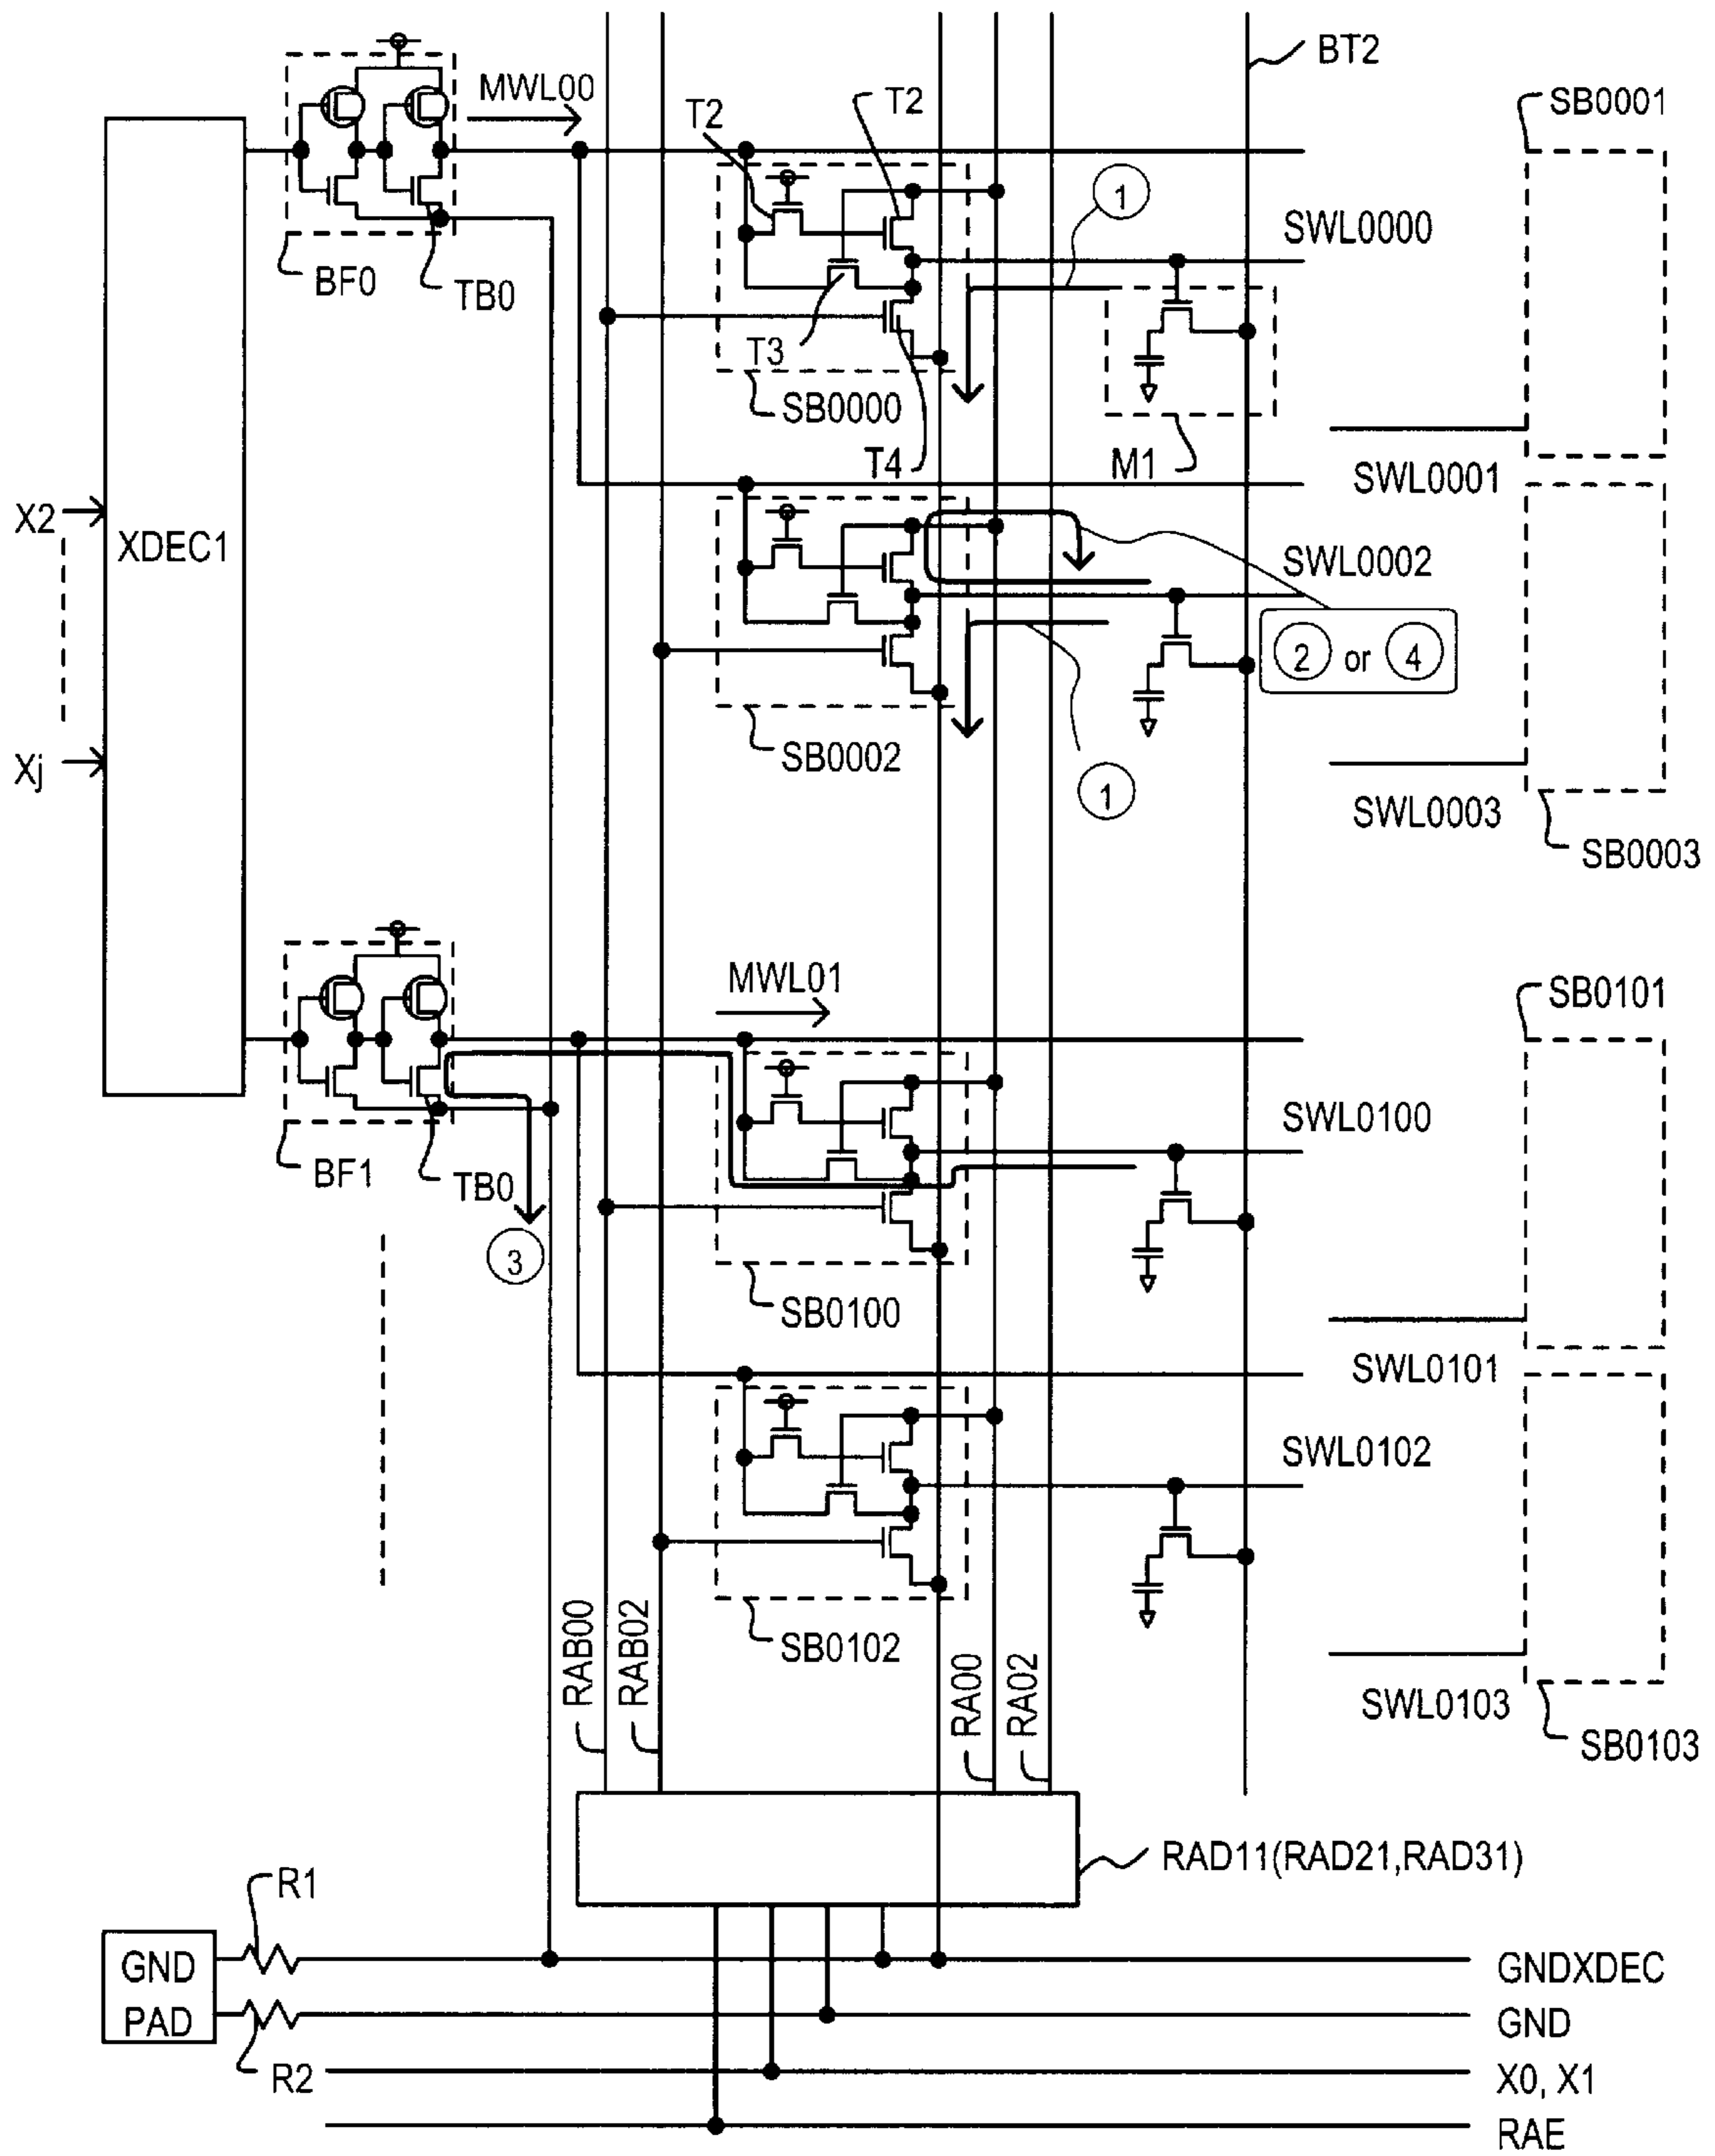 BT2
MWL00
T2
T2
SB0001
1
SWL0000
BF0
TB0
T3
SB0000
T4
M1
SWL0001
X2
XDEC1
SWL0002
2 or 4
Xj
SB0002
1
SWL0003
SB0003
MWL01
SB0101
SWL0100
BF1
TB0
3
SB0100
SWL0101
SWL0102
RAB00
RAB02
SB0102
RA00
RA02
SWL0103
SB0103
RAD11(RAD21,RAD31)
R1
GND
PAD
GNDXDEC
GND
R2
X0, X1
RAE